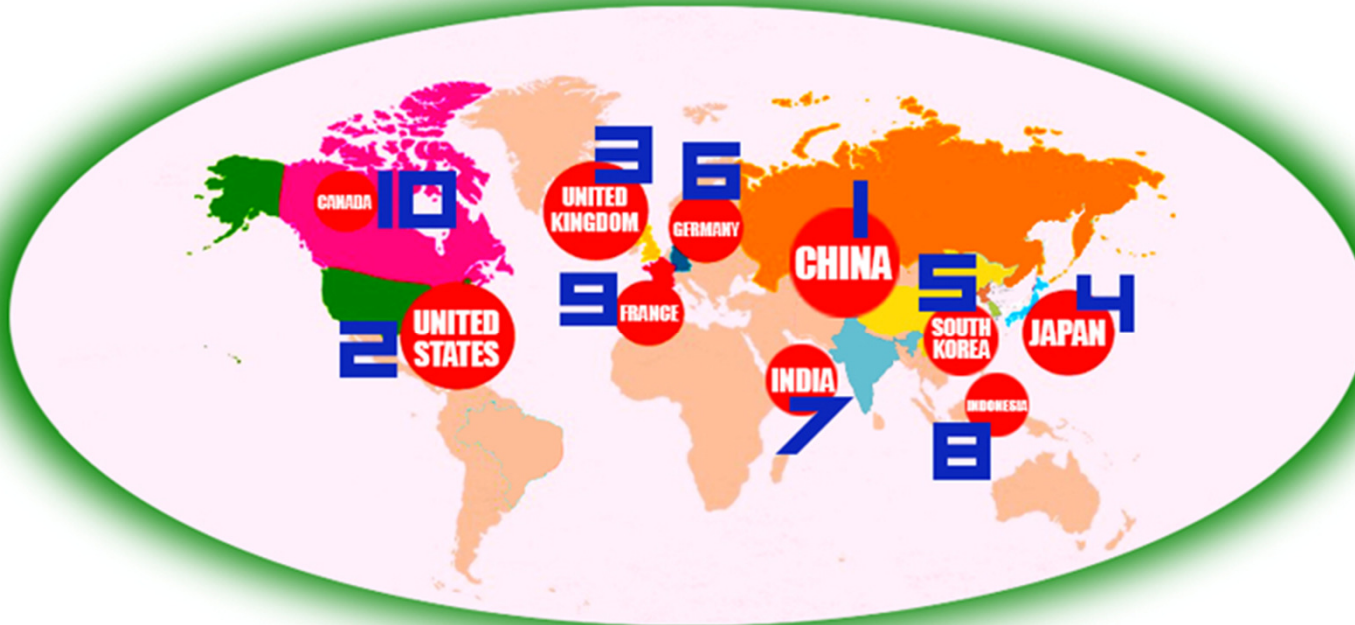 3
6
UNITED
KINGDOM
CANADA
10
GERMANY
1
CHINA
9
FRANCE
5
SOUTH
KOREA
4
JAPAN
2
UNITED
STATES
INDIA
7
INDONESIA
8